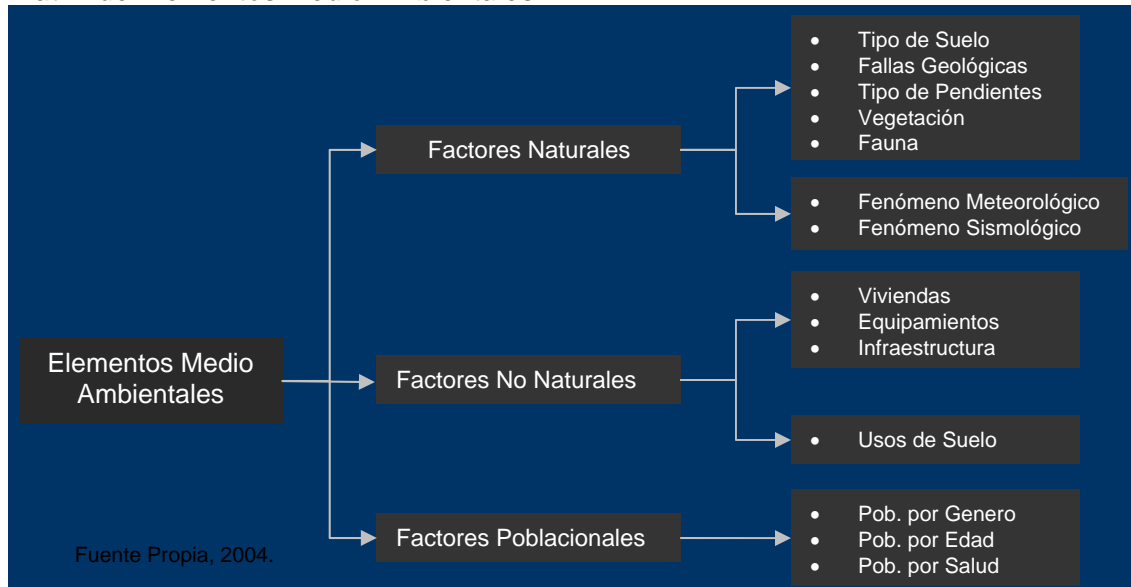 Tipo de Suelo
Fallas Geológicas
Tipo de Pendientes
Vegetación
Fauna
Factores Naturales
Fenómeno Meteorológico
Fenómeno Sismológico
Viviendas
Equipamientos
Infraestructura
Elementos Medio
Ambientales
Factores No Naturales
Usos de Suelo
Factores Poblacionales
Pob. por Genero
Pob. por Edad
Pob. por Salud
Fuente Propia, 2004.